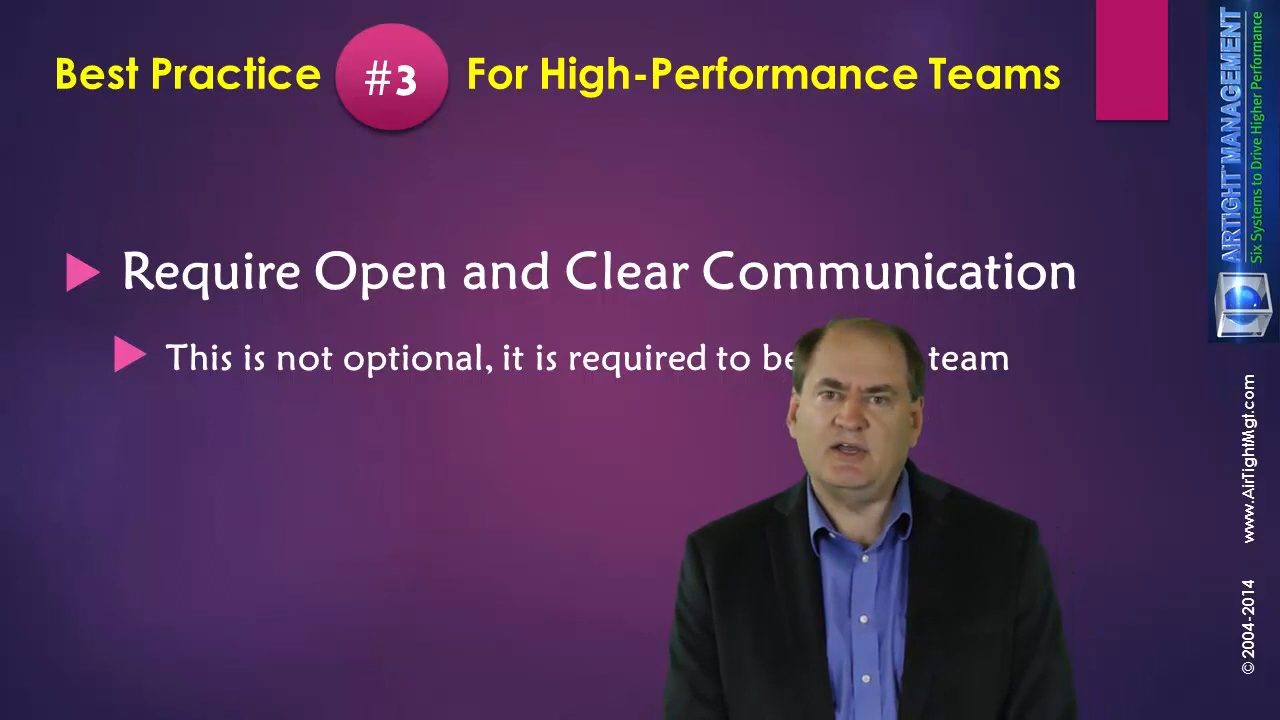 Best Practice #3 For High-Performance Teams
Require Open and Clear Communication
This is not optional, it is required to be team
AIRTIGHT MANAGEMENT
Six Systems to Drive Higher Performance
www.AirTightMgt.com
© 2004-2014